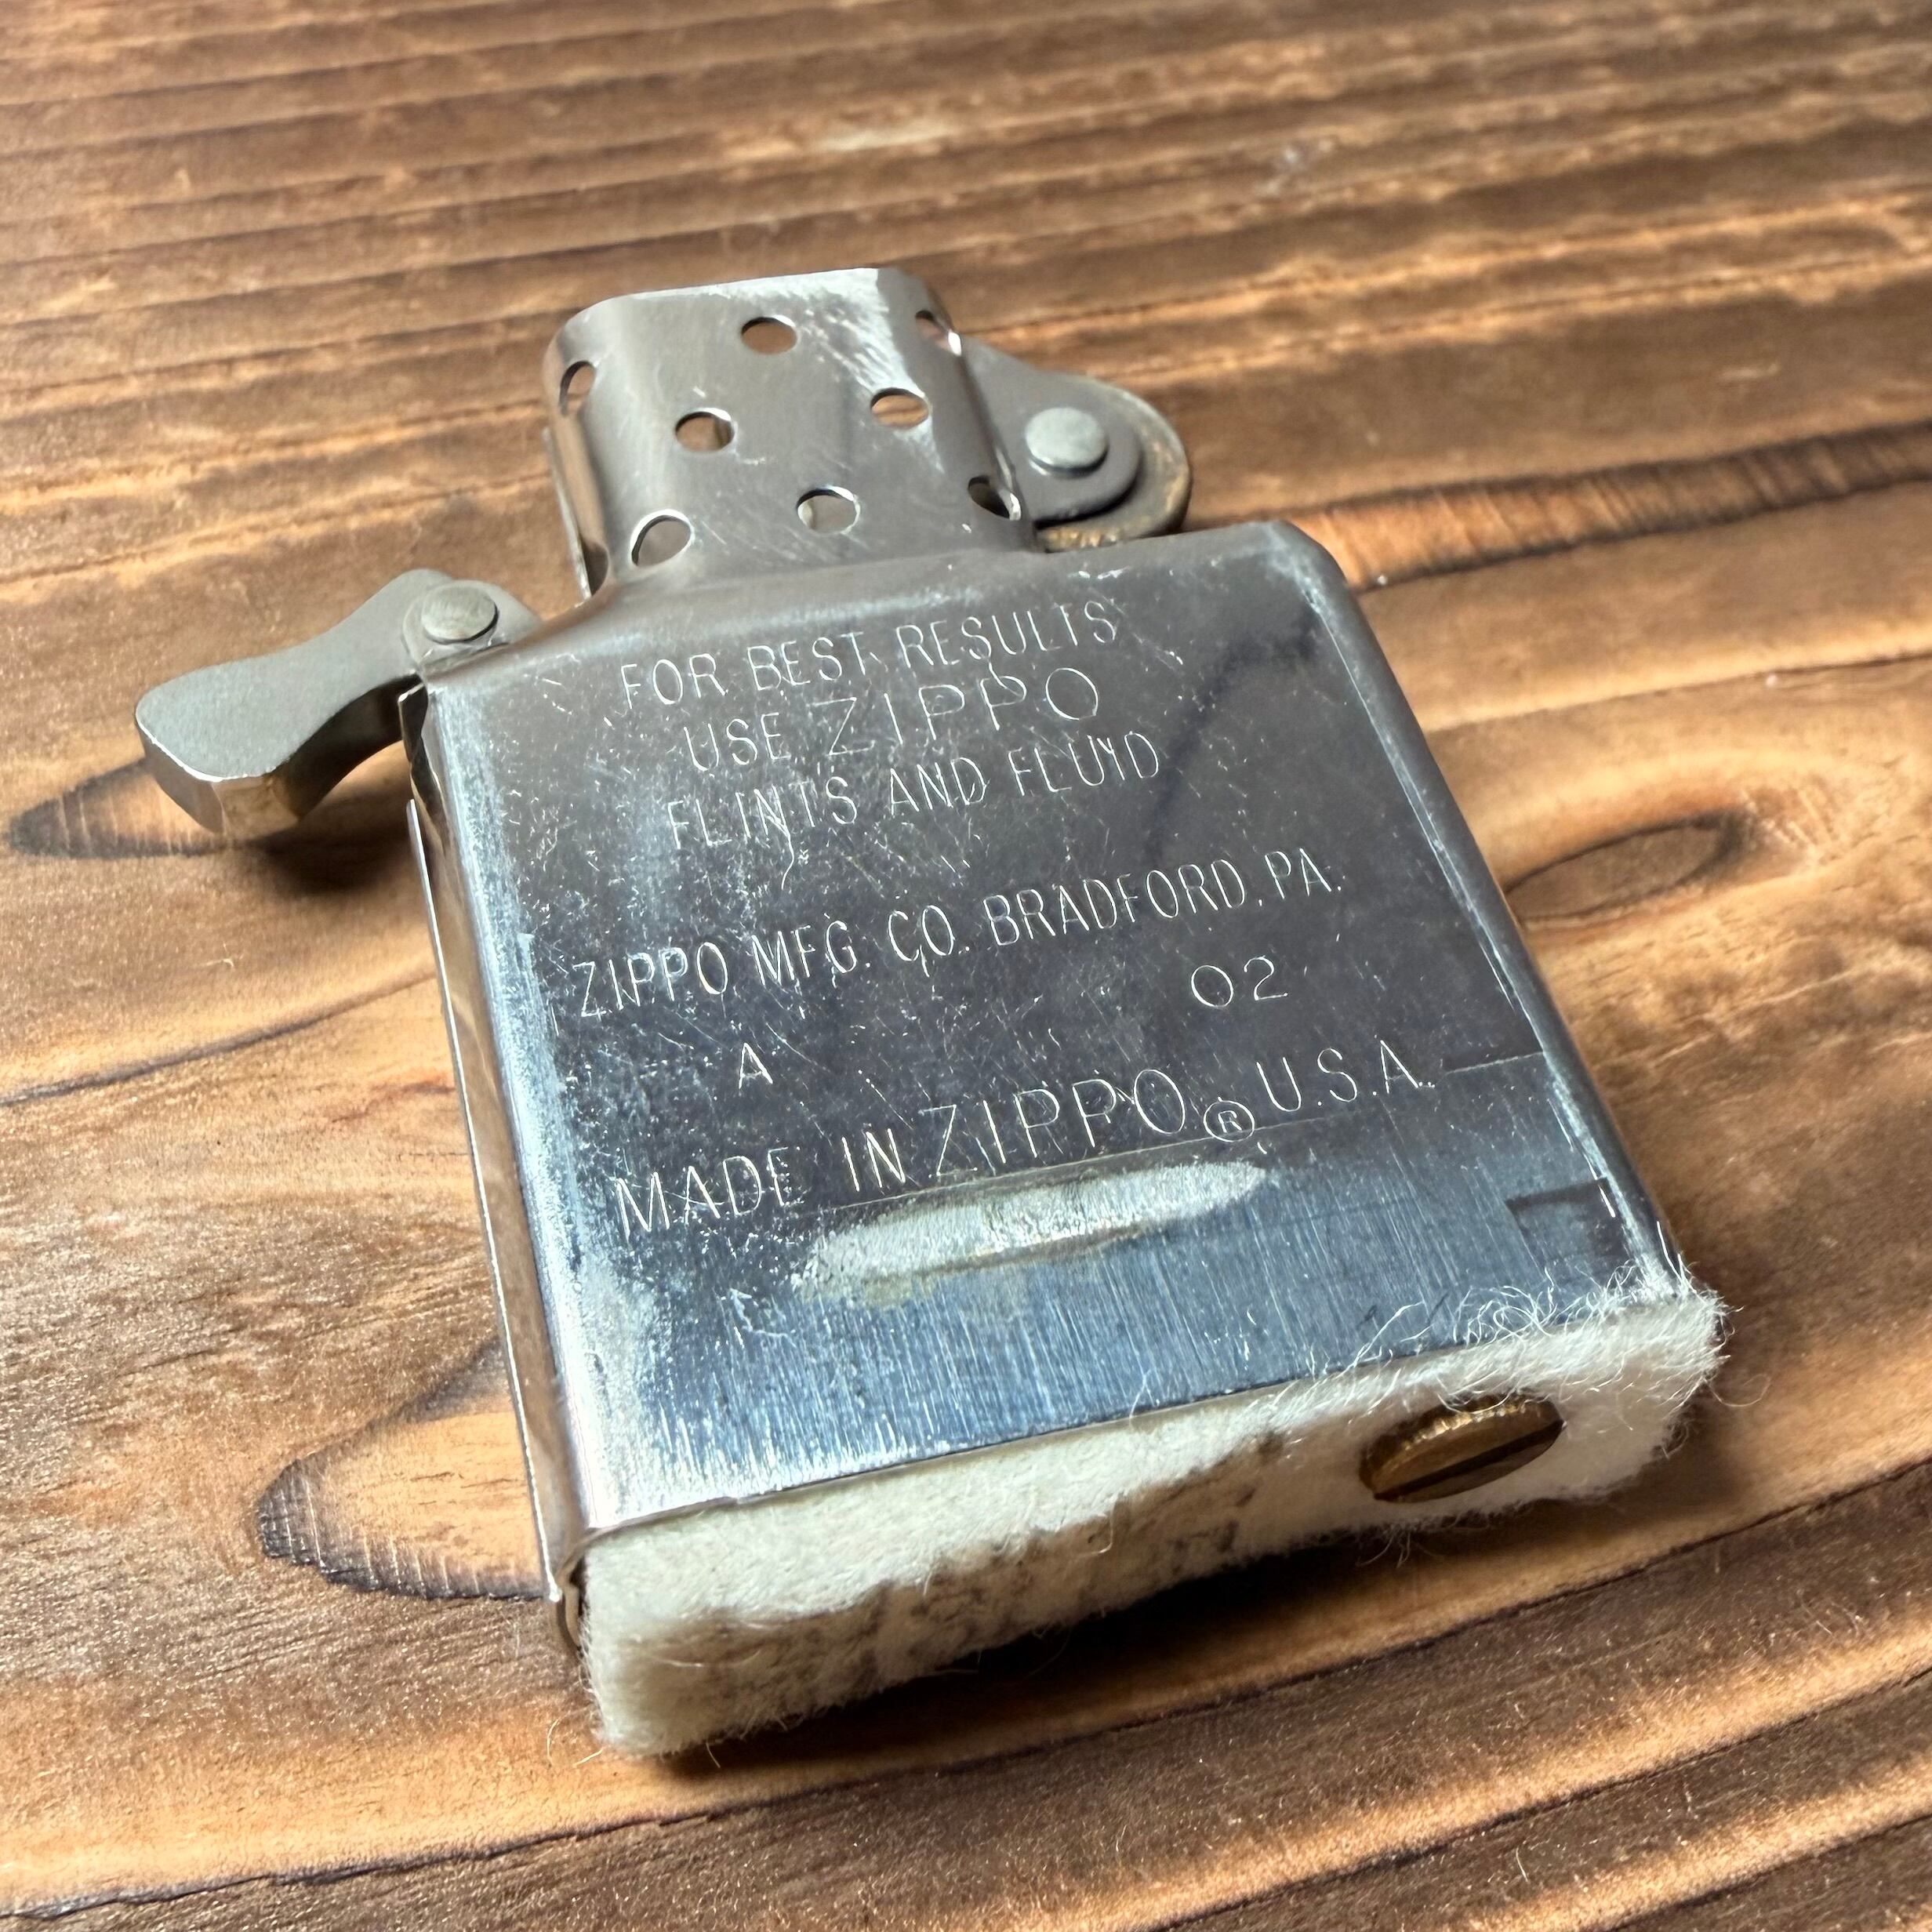 FOR BEST RESULTS
USE ZIPPO
FLINTS AND FLUID
ZIPPO MFG. CO. BRADFORD, PA.
A 02
MADE IN ZIPPO® U.S.A.